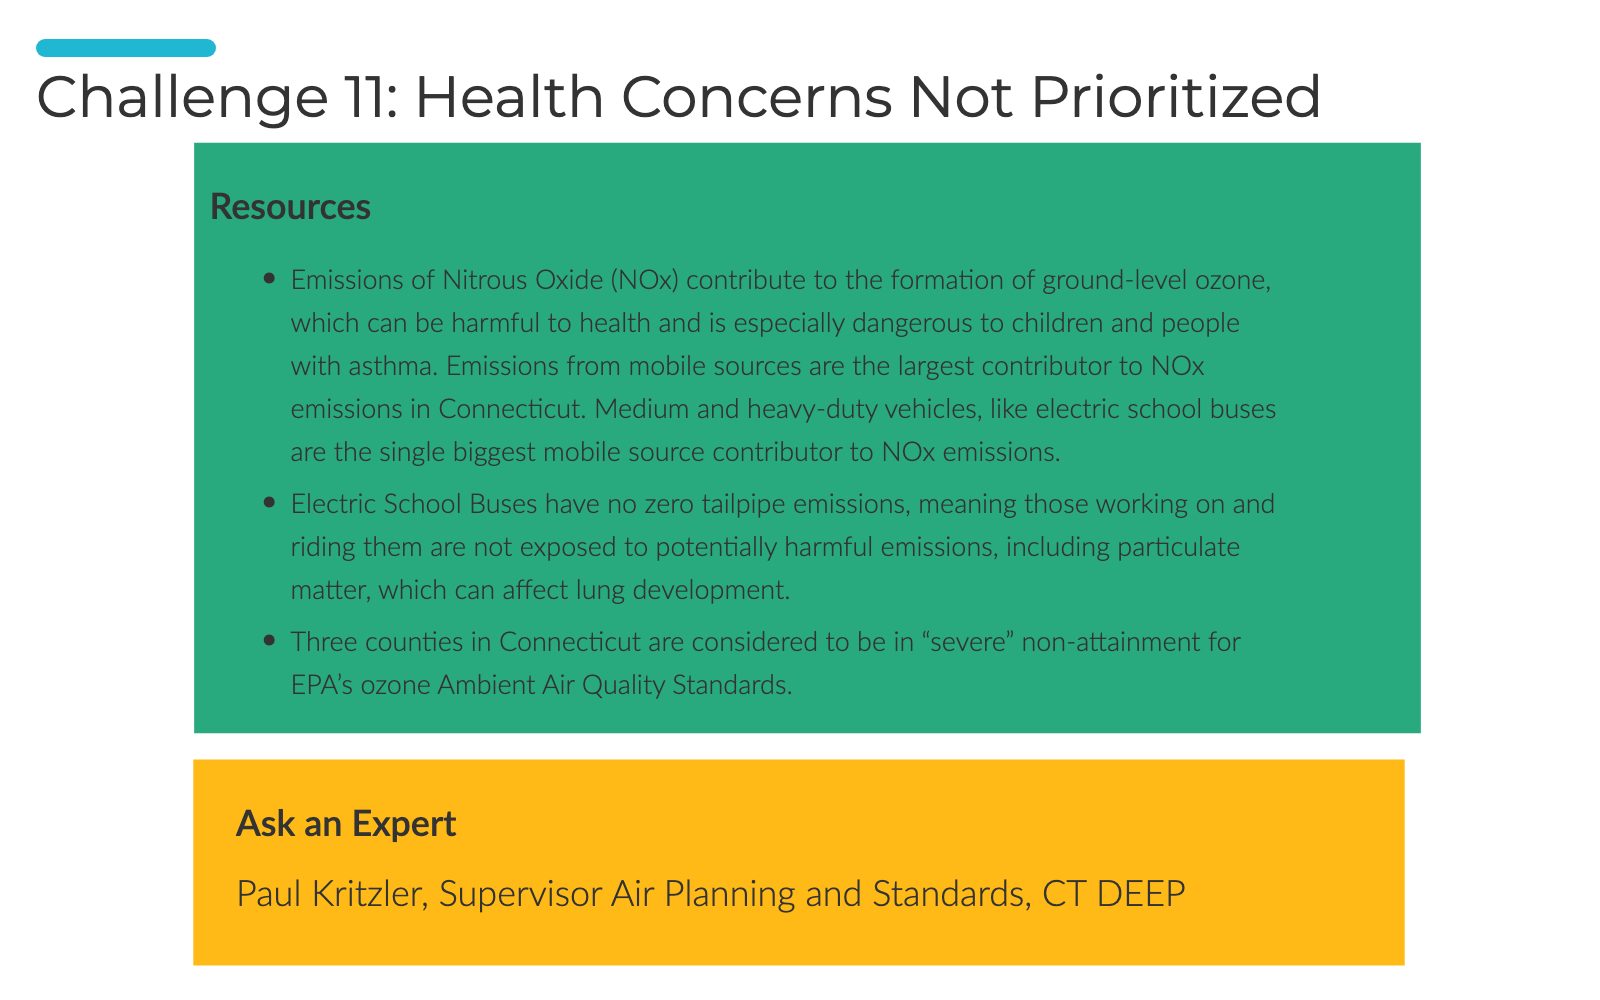 Challenge 11: Health Concerns Not Prioritized
Resources
• Emissions of Nitrous Oxide (NOx) contribute to the formation of ground-level ozone,
which can be harmful to health and is especially dangerous to children and people
with asthma. Emissions from mobile sources are the largest contributor to NOx
emissions in Connecticut. Medium and heavy-duty vehicles, like electric school buses
are the single biggest mobile source contributor to NOx emissions.
• Electric School Buses have no zero tailpipe emissions, meaning those working on and
riding them are not exposed to potentially harmful emissions, including particulate
matter, which can affect lung development.
• Three counties in Connecticut are considered to be in “severe” non-attainment for
EPA’s ozone Ambient Air Quality Standards.
Ask an Expert
Paul Kritzler, Supervisor Air Planning and Standards, CT DEEP